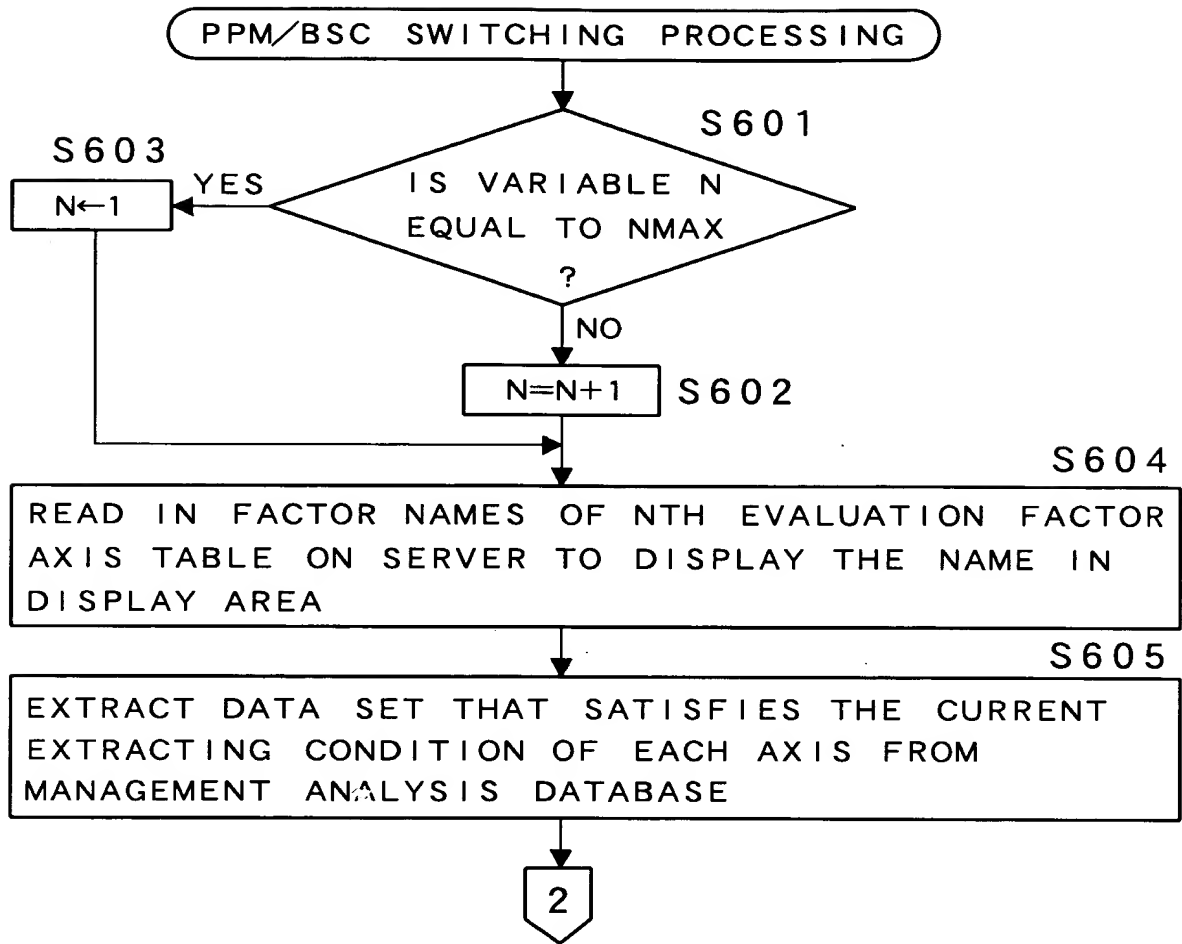 PPM/BSC SWITCHING PROCESSING
S601
IS VARIABLE N
EQUAL TO NMAX
?
S603
YES
N←1
NO
N=N+1
S602
S604
READ IN FACTOR NAMES OF NTH EVALUATION FACTOR
AXIS TABLE ON SERVER TO DISPLAY THE NAME IN
DISPLAY AREA
S605
EXTRACT DATA SET THAT SATISFIES THE CURRENT
EXTRACTING CONDITION OF EACH AXIS FROM
MANAGEMENT ANALYSIS DATABASE
2